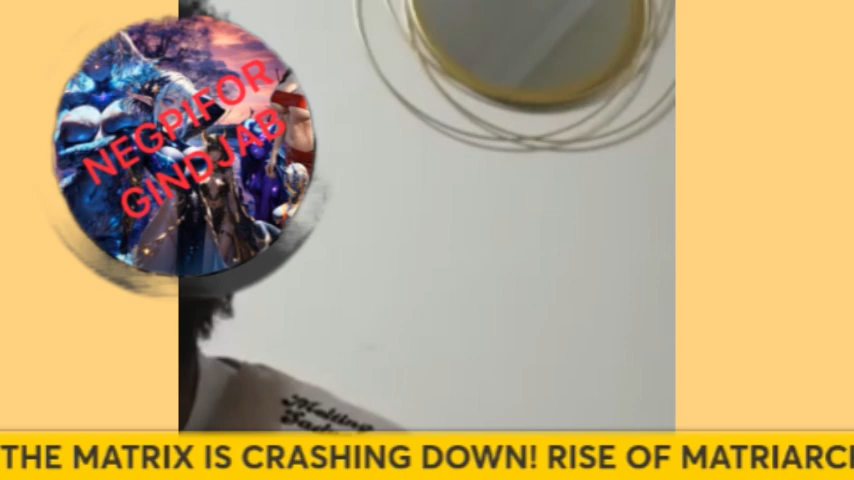 NEGPIFOR
GINDJAB
THE MATRIX IS CRASHING DOWN! RISE OF MATRIARC